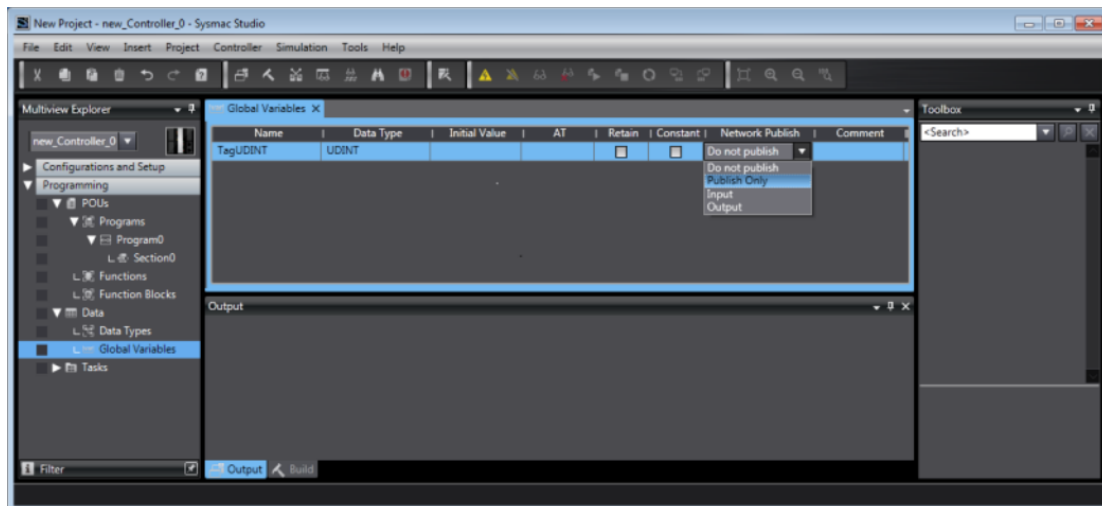 New Project - new_Controller_0 - Sysmac Studio
File Edit View Insert Project Controller Simulation Tools Help
Multiview Explorer
new_Controller_0
Configurations and Setup
Programming
POUs
Programs
Program0
Section0
Functions
Function Blocks
Data
Data Types
Global Variables
Tasks
Filter
Global Variables X
Name | Data Type | Initial Value | AT | Retain | Constant | Network Publish | Comment
TagUDINT UDINT Do not publish
Do not publish
Publish Only
Input
Output
Output
Output Build
Toolbox
<Search>